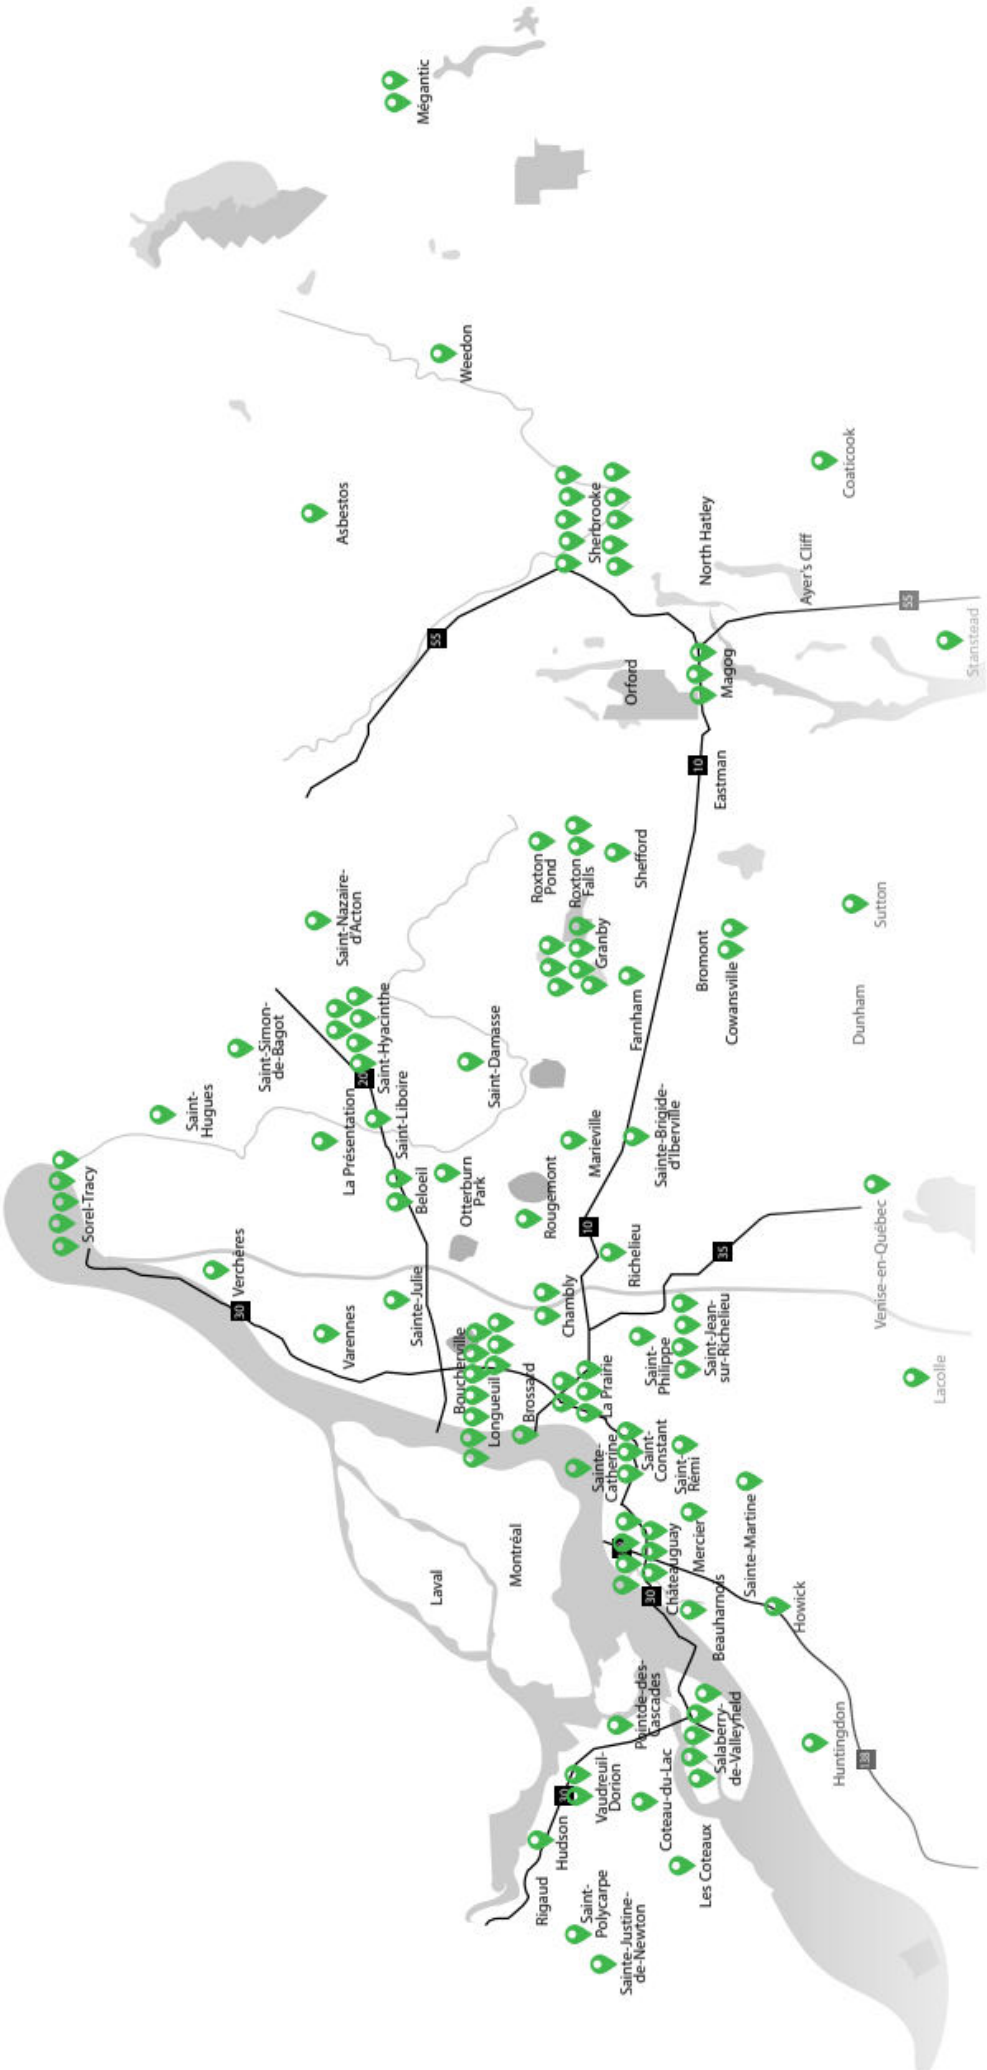 Mégantic
Weedon
Asbestos
Sherbrooke
Coaticook
North Hatley
Ayer's Cliff
55
55
Stanstead
Orford
Magog
10
Eastman
Roxton
Pond
Roxton
Falls
Shefford
Saint-Nazaire-
d'Acton
Granby
Bromont
Cowansville
Sutton
Dunham
Farnham
Saint-Simon-
de-Bagot
Saint-Hyacinthe
20
Saint-Liboire
La Présentation
Saint-Damasse
Saint-
Hugues
Sorel-Tracy
Beloeil
Otterburn
Park
Rougemont
Marieville
Sainte-Brigide-
d'Iberville
10
Richelieu
35
Venise-en-Québec
Verchères
30
Varennes
Sainte-Julie
Chambly
Boucherville
Longueuil
Brossard
La Prairie
Saint-
Philippe
Saint-Jean-
sur-Richelieu
Lacolle
Sainte-
Catherine
Saint-
Constant
Saint-
Rémi
Montréal
Laval
Châteauguay
30
Mercier
Sainte-Martine
Beauharnois
Howick
Pointde-des-
Cascades
Salaberry-
de-Valleyfield
Huntingdon
138
30
Vaudreuil-
Dorion
Coteau-du-Lac
Les Coteaux
Hudson
Rigaud
Saint-
Polycarpe
Sainte-Justine-
de-Newton